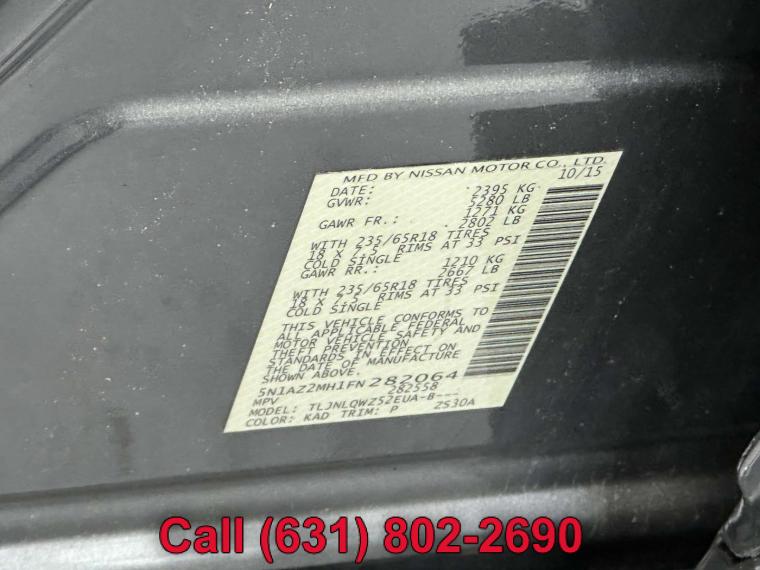 MFD BY NISSAN MOTOR CO., LTD.
DATE: 10/15
GVWR: 2395 KG
5280 LB
GAWR FR.: 1271 KG
2802 LB
WITH 235/65R18 TIRES
18 X 7.5 RIMS AT 33 PSI
COLD SINGLE
GAWR RR.: 1210 KG
2667 LB
WITH 235/65R18 TIRES
18 X 7.5 RIMS AT 33 PSI
COLD SINGLE
THIS VEHICLE CONFORMS TO
ALL APPLICABLE FEDERAL
MOTOR VEHICLE SAFETY AND
THEFT PREVENTION
STANDARDS IN EFFECT ON
THE DATE OF MANUFACTURE
SHOWN ABOVE.
5N1AZ2MH1FN282064
MPV 282558
MODEL: TLJNLQWZ52EUA-B---
COLOR: KAD TRIM: P ZS30A
Call (631) 802-2690